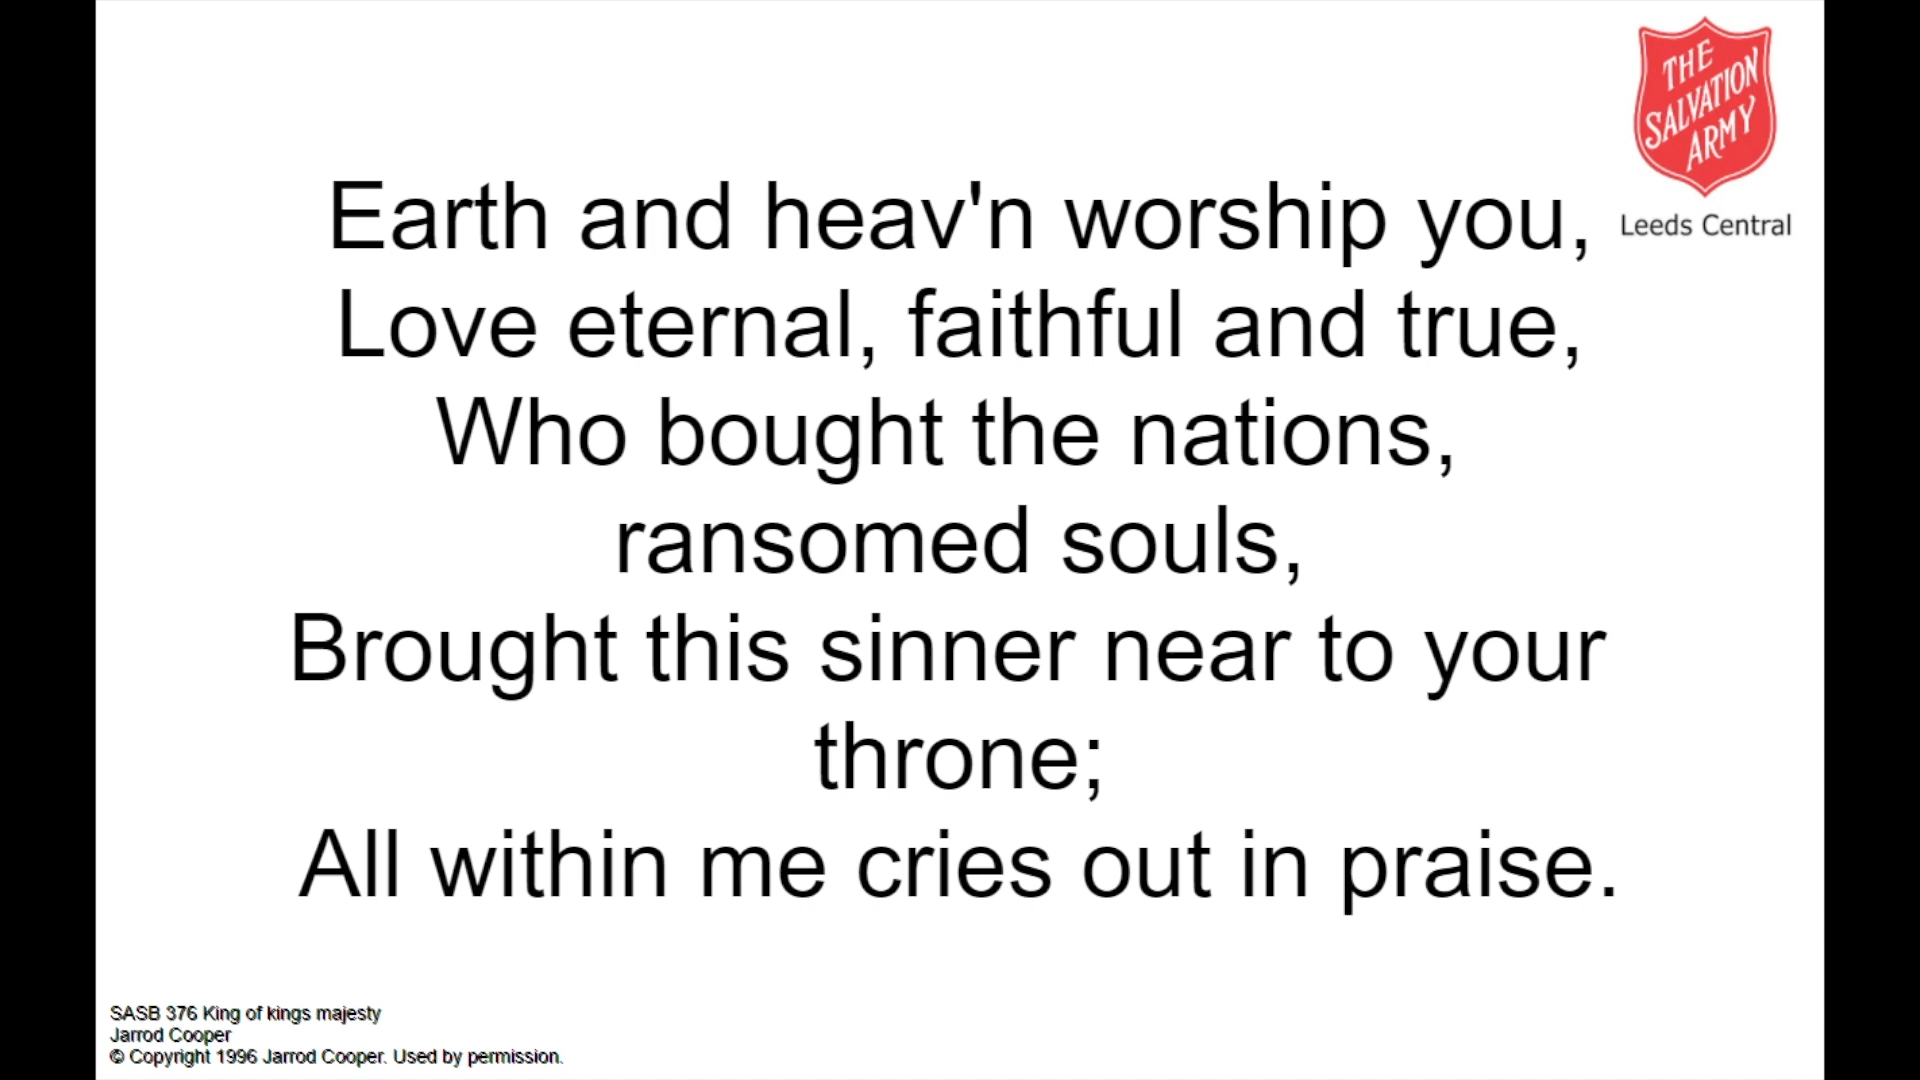 THE
SALVATION
ARMY
Leeds Central
Earth and heav'n worship you,
Love eternal, faithful and true,
Who bought the nations,
ransomed souls,
Brought this sinner near to your
throne;
All within me cries out in praise.
SASB 376 King of kings majesty
Jarrod Cooper
© Copyright 1996 Jarrod Cooper. Used by permission.